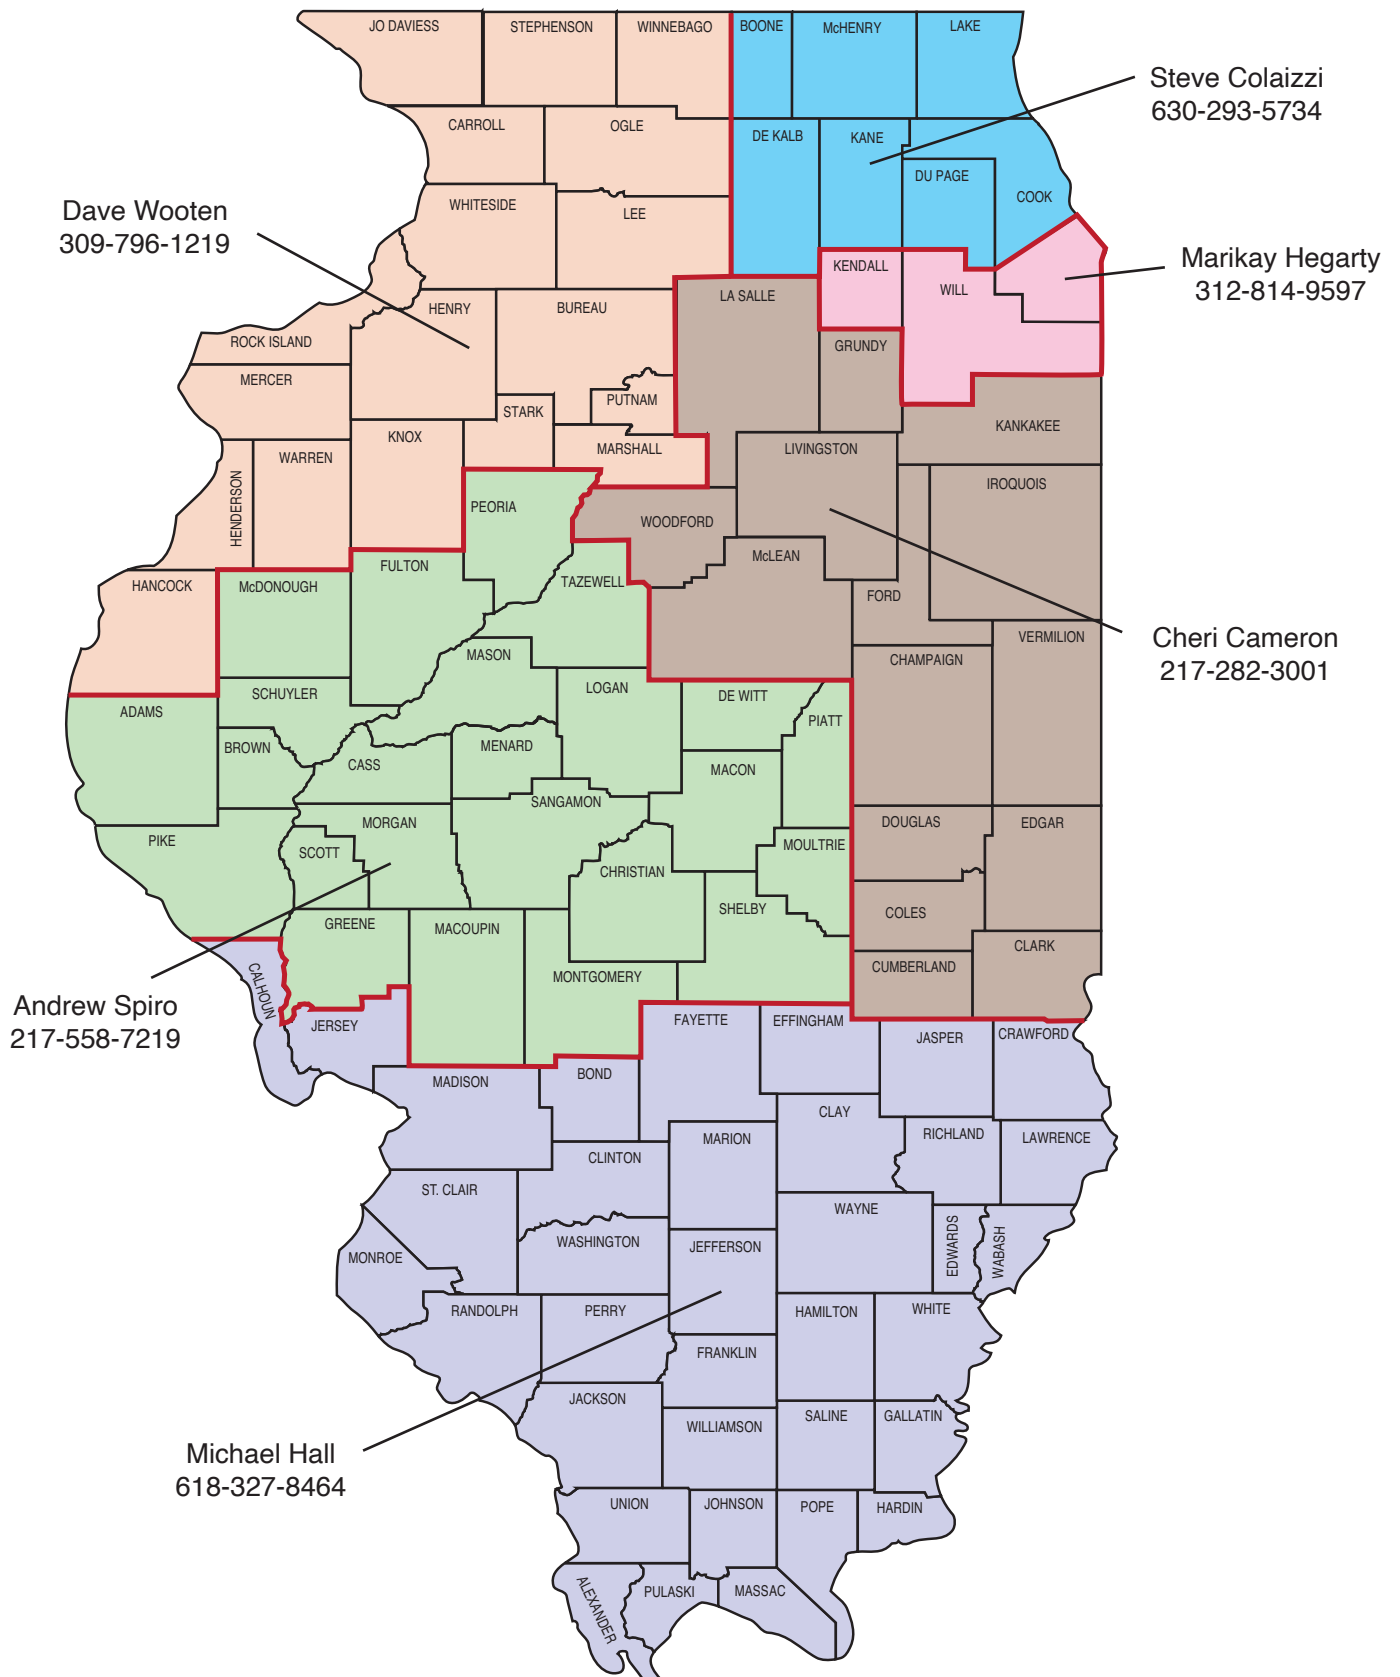 JO DAVIESS
STEPHENSON
WINNEBAGO
BOONE
McHENRY
LAKE
Steve Colaizzi
630-293-5734
CARROLL
OGLE
DE KALB
KANE
DU PAGE
COOK
Dave Wooten
309-796-1219
WHITESIDE
LEE
Marikay Hegarty
312-814-9597
KENDALL
WILL
LA SALLE
HENRY
BUREAU
ROCK ISLAND
GRUNDY
MERCER
PUTNAM
STARK
KANKAKEE
KNOX
MARSHALL
LIVINGSTON
WARREN
HENDERSON
IROQUOIS
PEORIA
WOODFORD
McLEAN
FULTON
TAZEWELL
HANCOCK
McDONOUGH
FORD
Cheri Cameron
217-282-3001
VERMILION
MASON
CHAMPAIGN
LOGAN
SCHUYLER
DE WITT
ADAMS
PIATT
BROWN
MENARD
CASS
MACON
SANGAMON
MORGAN
DOUGLAS
EDGAR
PIKE
SCOTT
MOULTRIE
CHRISTIAN
SHELBY
COLES
GREENE
MACOUPIN
CLARK
CUMBERLAND
MONTGOMERY
CALHOUN
Andrew Spiro
217-558-7219
JERSEY
FAYETTE
EFFINGHAM
JASPER
CRAWFORD
MADISON
BOND
CLAY
MARION
RICHLAND
LAWRENCE
CLINTON
ST. CLAIR
WAYNE
WASHINGTON
JEFFERSON
EDWARDS
WABASH
MONROE
RANDOLPH
PERRY
HAMILTON
WHITE
FRANKLIN
JACKSON
WILLIAMSON
SALINE
GALLATIN
Michael Hall
618-327-8464
UNION
JOHNSON
POPE
HARDIN
ALEXANDER
PULASKI
MASSAC